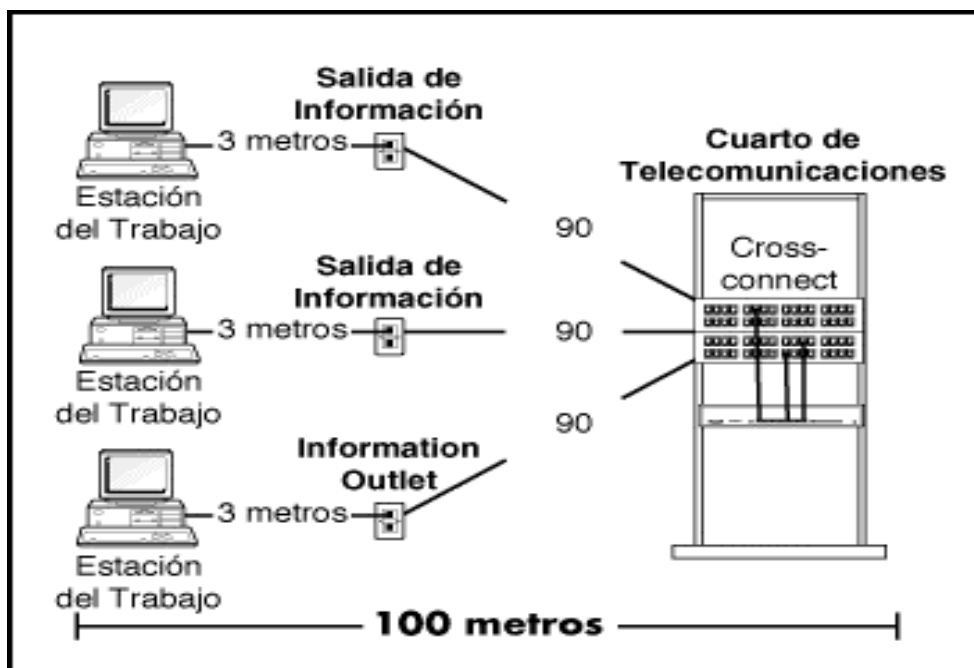 Salida de
Información
3 metros
Estación
del Trabajo
90
Cuarto de
Telecomunicaciones
Cross-
connect
Salida de
Información
3 metros
Estación
del Trabajo
90
90
Information
Outlet
3 metros
Estación
del Trabajo
100 metros